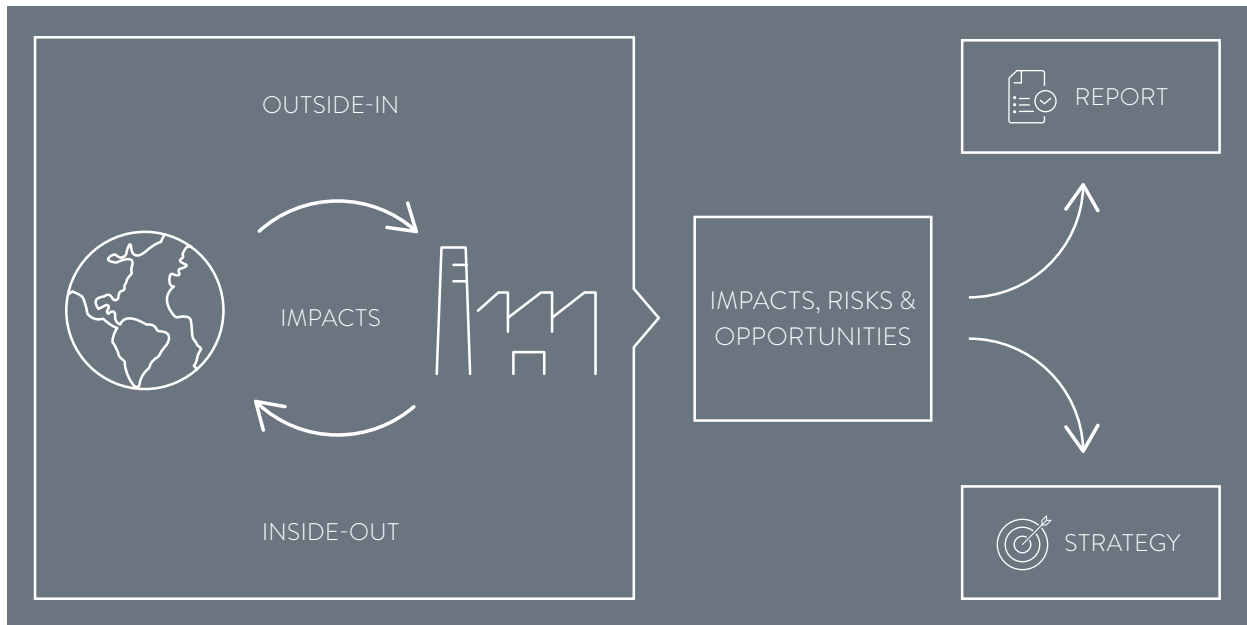 OUTSIDE-IN
IMPACTS
INSIDE-OUT
IMPACTS, RISKS &
OPPORTUNITIES
REPORT
STRATEGY